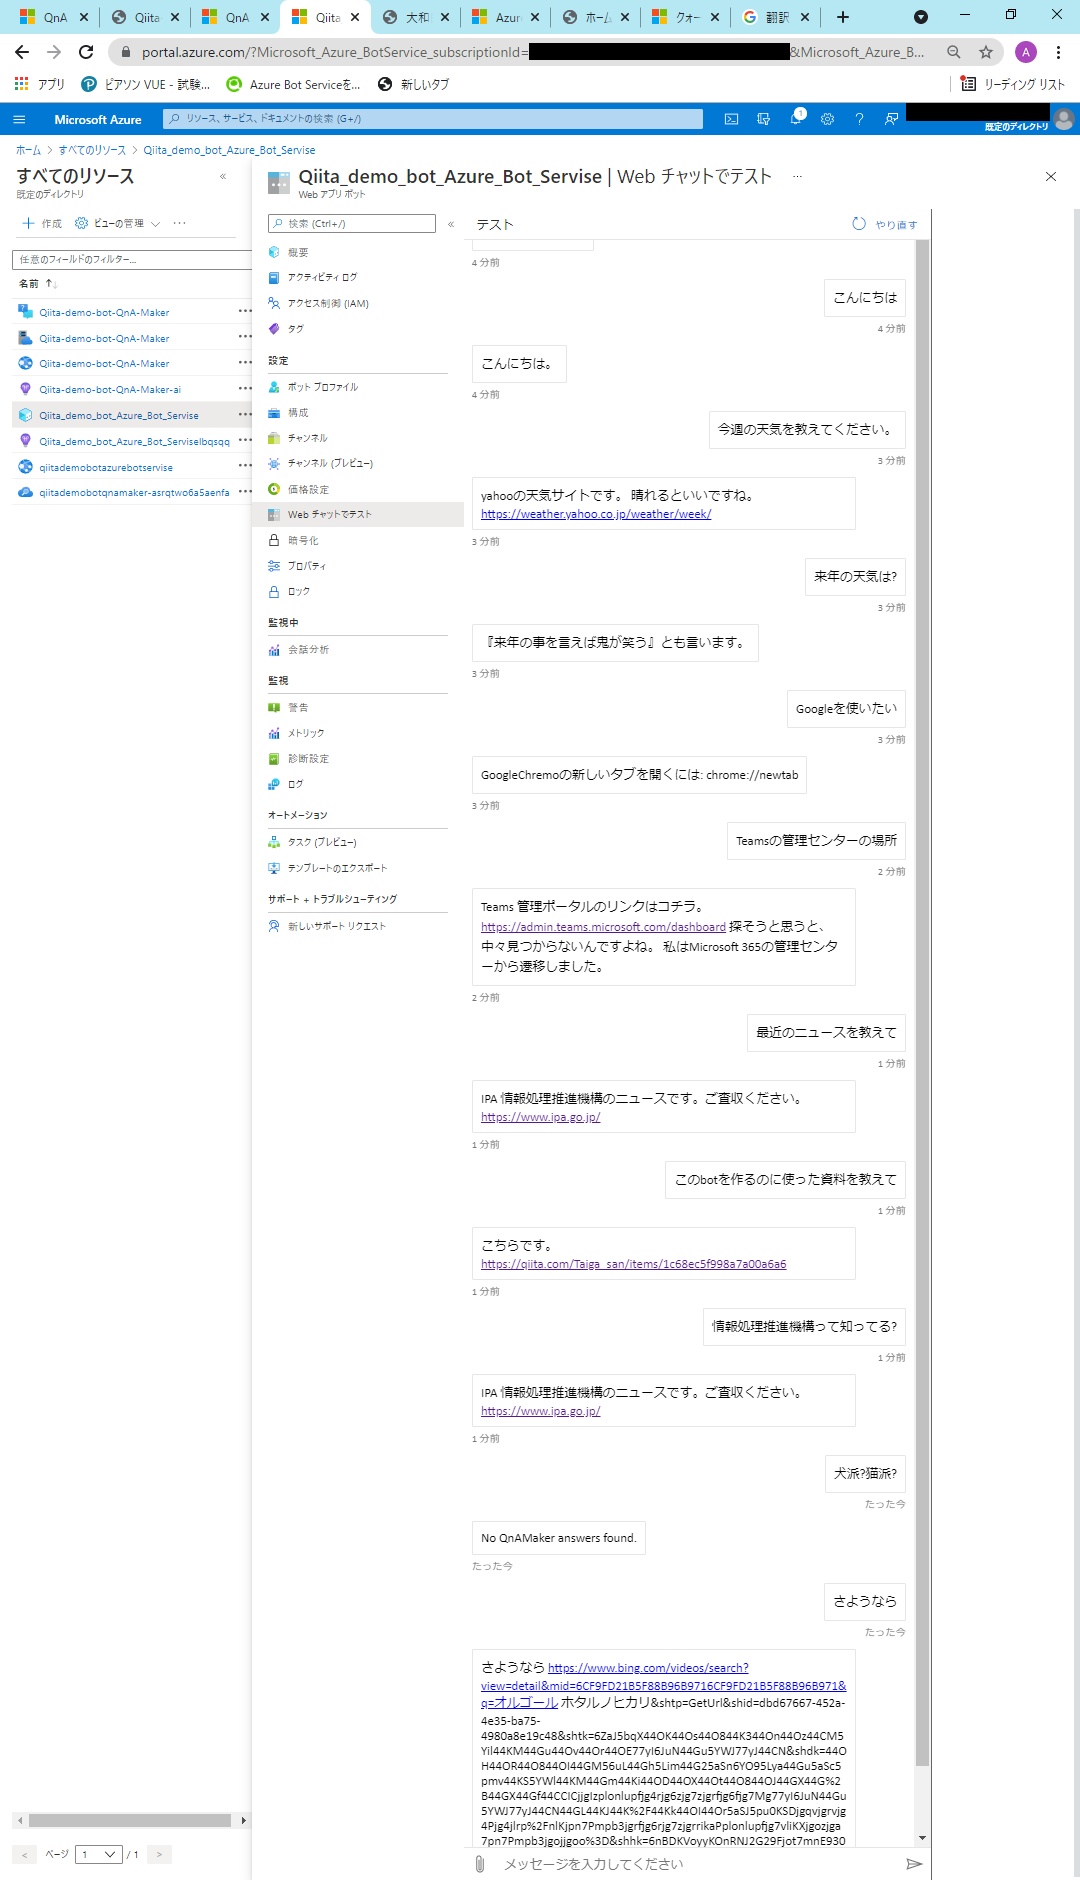 QnA
Qiita
QnA
Qiita
大和
Azur
ホーム
クォー
翻訳
portal.azure.com/?Microsoft_Azure_BotService_subscriptionId=
&Microsoft_Azure_B...
A
アプリ
ピアソン VUE - 試験...
Azure Bot Serviceを...
新しいタブ
リーディング リスト
Microsoft Azure
リソース、サービス、ドキュメントの検索 (G+/)
1
既定のディレクトリ
ホーム > すべてのリソース > Qiita_demo_bot_Azure_Bot_Servise
すべてのリソース
既定のディレクトリ
作成
ビューの管理
任意のフィールドのフィルター...
名前 ↑↓
Qiita-demo-bot-QnA-Maker
Qiita-demo-bot-QnA-Maker
Qiita-demo-bot-QnA-Maker
Qiita-demo-bot-QnA-Maker-ai
Qiita_demo_bot_Azure_Bot_Servise
Qiita_demo_bot_Azure_Bot_Serviselbqsqq
qiitademobotazurebotservise
qiitademobotqnamaker-asrqtwo6a5aenfa
< ページ 1 / 1 >
Qiita_demo_bot_Azure_Bot_Servise | Web チャットでテスト ...
Web アプリ ボット
検索 (Ctrl+/)
概要
アクティビティ ログ
アクセス制御 (IAM)
タグ
設定
ボット プロファイル
構成
チャンネル
チャンネル (プレビュー)
価格設定
Web チャットでテスト
暗号化
プロパティ
ロック
監視中
会話分析
監視
警告
メトリック
診断設定
ログ
オートメーション
タスク (プレビュー)
テンプレートのエクスポート
サポート + トラブルシューティング
新しいサポート リクエスト
テスト
やり直す
4 分前
こんにちは
4 分前
こんにちは。
4 分前
今週の天気を教えてください。
3 分前
yahooの天気サイトです。 晴れるといいですね。
https://weather.yahoo.co.jp/weather/week/
3 分前
来年の天気は?
3 分前
『来年の事を言えば鬼が笑う』とも言います。
3 分前
Googleを使いたい
3 分前
GoogleChremoの新しいタブを開くには: chrome://newtab
3 分前
Teamsの管理センターの場所
2 分前
Teams 管理ポータルのリンクはコチラ。
https://admin.teams.microsoft.com/dashboard 探そうと思うと、
中々見つからないんですよね。 私はMicrosoft 365の管理センタ
ーから遷移しました。
2 分前
最近のニュースを教えて
1 分前
IPA 情報処理推進機構のニュースです。ご査収ください。
https://www.ipa.go.jp/
1 分前
このbotを作るのに使った資料を教えて
1 分前
こちらです。
https://qiita.com/Taiga_san/items/1c68ec5f998a7a00a6a6
1 分前
情報処理推進機構って知ってる?
1 分前
IPA 情報処理推進機構のニュースです。ご査収ください。
https://www.ipa.go.jp/
1 分前
犬派?猫派?
たった今
No QnAMaker answers found.
たった今
さようなら
たった今
さようなら https://www.bing.com/videos/search?
view=detail&mid=6CF9FD21B5F88B96B9716CF9FD21B5F88B96B971&
q=オルゴール ホタルノヒカリ&shtp=GetUrl&shid=dbd67667-452a-
4e35-ba75-
4980a8e19c48&shtk=6ZaJ5bqX44OK44Os44O844K344On44Oz44CM5
Yil44KM44Gu44Ov44Or44OE77yI6JuN44Gu5YWJ77yJ44CN&shdk=44O
H44OR44O844OI44GM56uL44Gh5Lim44G25aSn6YO95Lya44Gu5aSc5
pmv44KS5YWl44KM44Gm44Ki44OD44OX44Ot44O844OJ44GX44G%2
B44GX44Gf44CCICjjgIzplonlupfjg4rjg6zjg7zjgrfjg6fjg7Mg77yI6JuN44Gu
5YWJ77yJ44CN44GL44KJ44K%2F44Kk44OI44Or5aSJ5pu0KSDjgqvjgrvjg
4Pjg4jlrp%2FnlKjpn7Pmpb3jgrfjg6rjg7zjgrrikaPplonlupfjg7vliKXjgozjga
7pn7Pmpb3jgojjgoo%3D&shhk=6nBDKVoyyKOnRNJ2G29Fjot7mnE930
メッセージを入力してください